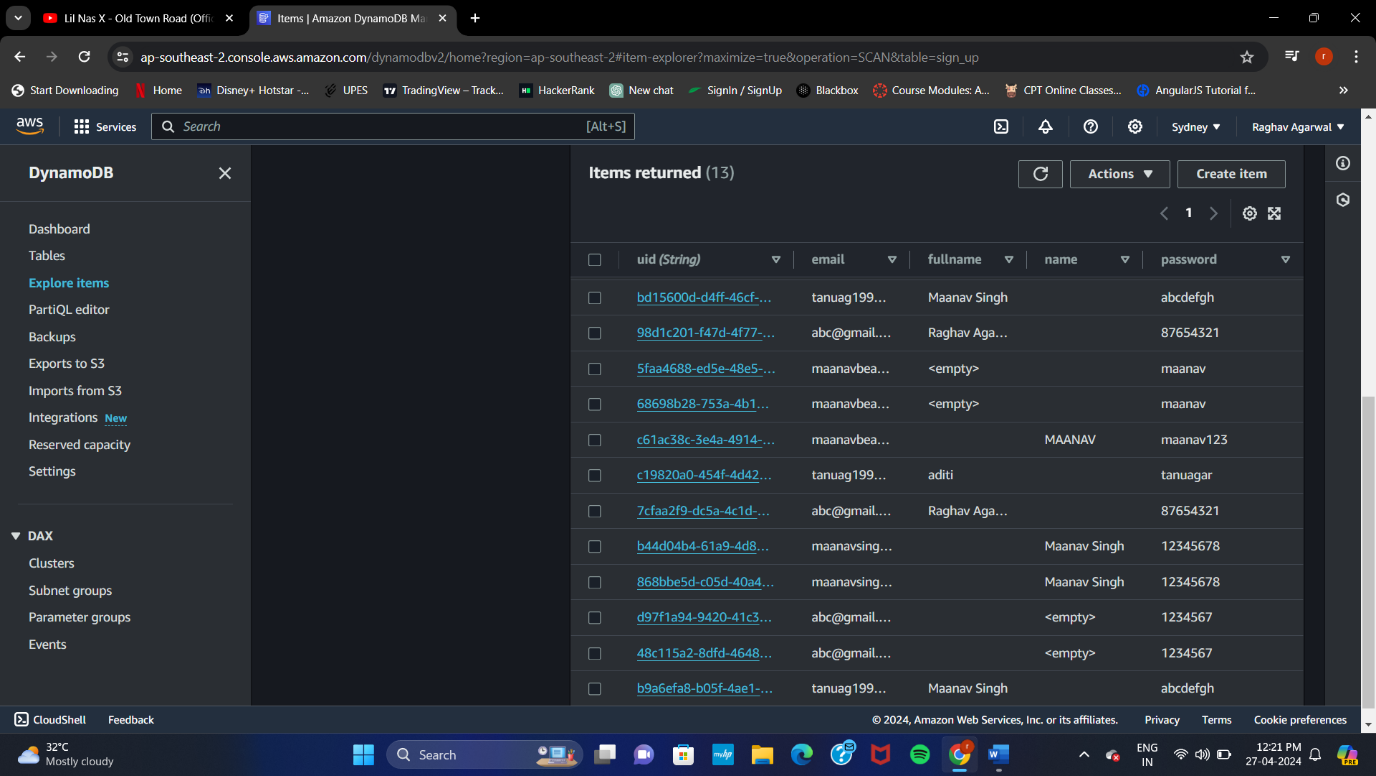 Lil Nas X - Old Town Road (Offic
Items | Amazon DynamoDB Ma
ap-southeast-2.console.aws.amazon.com/dynamodbv2/home?region=ap-southeast-2#item-explorer?maximize=true&operation=SCAN&table=sign_up
r
Start Downloading Home Disney+ Hotstar -... UPES TradingView – Track... HackerRank New chat SignIn / SignUp Blackbox Course Modules: A... CPT Online Classes... AngularJS Tutorial f...
aws Services Search [Alt+S] Sydney Raghav Agarwal
DynamoDB
Dashboard
Tables
Explore items
PartiQL editor
Backups
Exports to S3
Imports from S3
Integrations New
Reserved capacity
Settings
DAX
Clusters
Subnet groups
Parameter groups
Events
Items returned (13) Actions Create item
1
uid (String) email fullname name password
bd15600d-d4ff-46cf-... tanuag199... Maanav Singh abcdefgh
98d1c201-f47d-4f77-... abc@gmail.... Raghav Aga... 87654321
5faa4688-ed5e-48e5-... maanavbea... <empty> maanav
68698b28-753a-4b1... maanavbea... <empty> maanav
c61ac38c-3e4a-4914-... maanavbea... MAANAV maanav123
c19820a0-454f-4d42... tanuag199... aditi tanuagar
7cfaa2f9-dc5a-4c1d-... abc@gmail.... Raghav Aga... 87654321
b44d04b4-61a9-4d8... maanavsing... Maanav Singh 12345678
868bbe5d-c05d-40a4... maanavsing... Maanav Singh 12345678
d97f1a94-9420-41c3... abc@gmail.... <empty> 1234567
48c115a2-8dfd-4648... abc@gmail.... <empty> 1234567
b9a6efa8-b05f-4ae1-... tanuag199... Maanav Singh abcdefgh
CloudShell Feedback © 2024, Amazon Web Services, Inc. or its affiliates. Privacy Terms Cookie preferences
32°C
Mostly cloudy
Search
ENG
IN
12:21 PM
27-04-2024